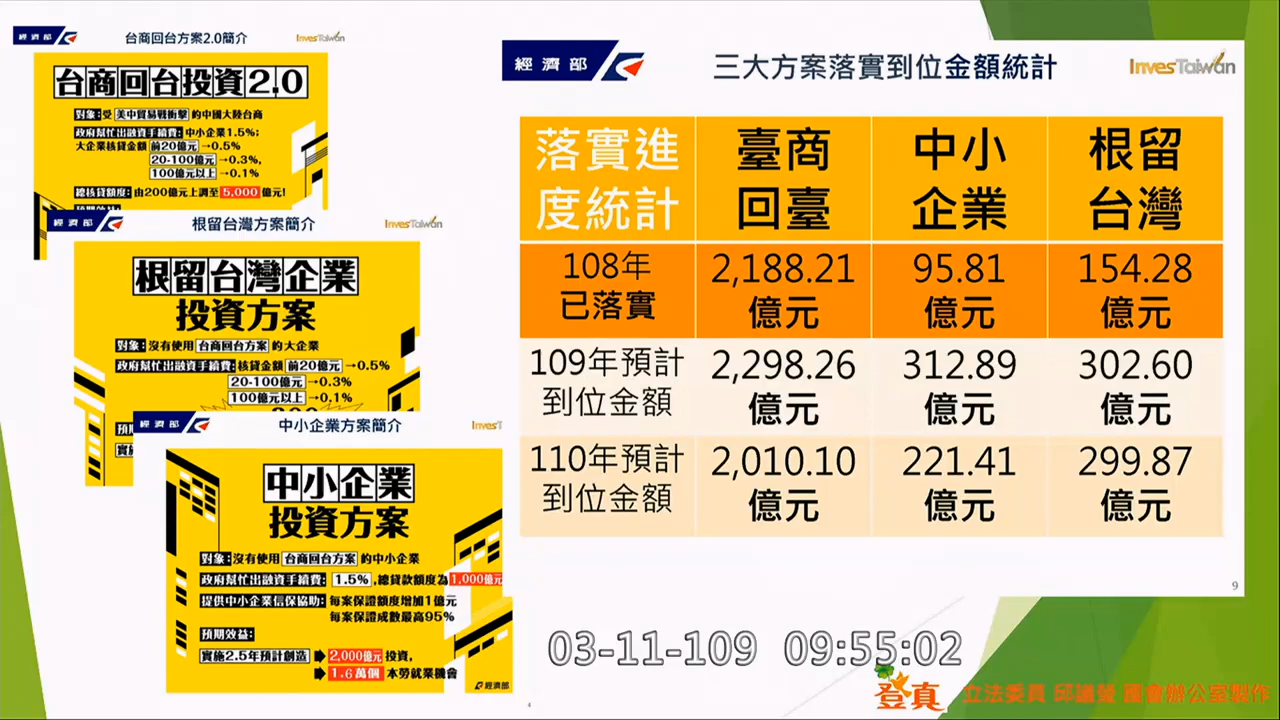 經濟部
台商回台方案2.0簡介
InvesTaiwan
台商回台投資2.0
對象:受 美中貿易戰衝擊 的中國大陸台商
政府幫忙出融資手續費:中小企業1.5%;
大企業核貸金額 前20億元 →0.5%
20-100億元 →0.3%,
100億元以上 →0.1%
總核貸額度:由200億元上調至 5,000 億元!
經濟部
根留台灣方案簡介
InvesTaiwan
根留台灣企業
投資方案
對象:沒有使用 台商回台方案 的大企業
政府幫忙出融資手續費:核貸金額 前20億元 →0.5%
20-100億元 →0.3%
100億元以上 →0.1%
經濟部
中小企業方案簡介
InvesT
中小企業
投資方案
對象:沒有使用 台商回台方案 的中小企業
政府幫忙出融資手續費: 1.5% ,總貸款額度為 1,000億元
提供中小企業信保協助:每案保證額度增加1億元
每案保證成數最高95%
預期效益:
實施2.5年預計創造 2,000億元 投資,
1.6萬個 本勞就業機會
經濟部
4
經濟部
三大方案落實到位金額統計
InvesTaiwan
落實進度統計 臺商回臺 中小企業 根留台灣
108年已落實 2,188.21億元 95.81億元 154.28億元
109年預計到位金額 2,298.26億元 312.89億元 302.60億元
110年預計到位金額 2,010.10億元 221.41億元 299.87億元
9
03-11-109 09:55:02
登真 立法委員 邱議瑩 國會辦公室製作